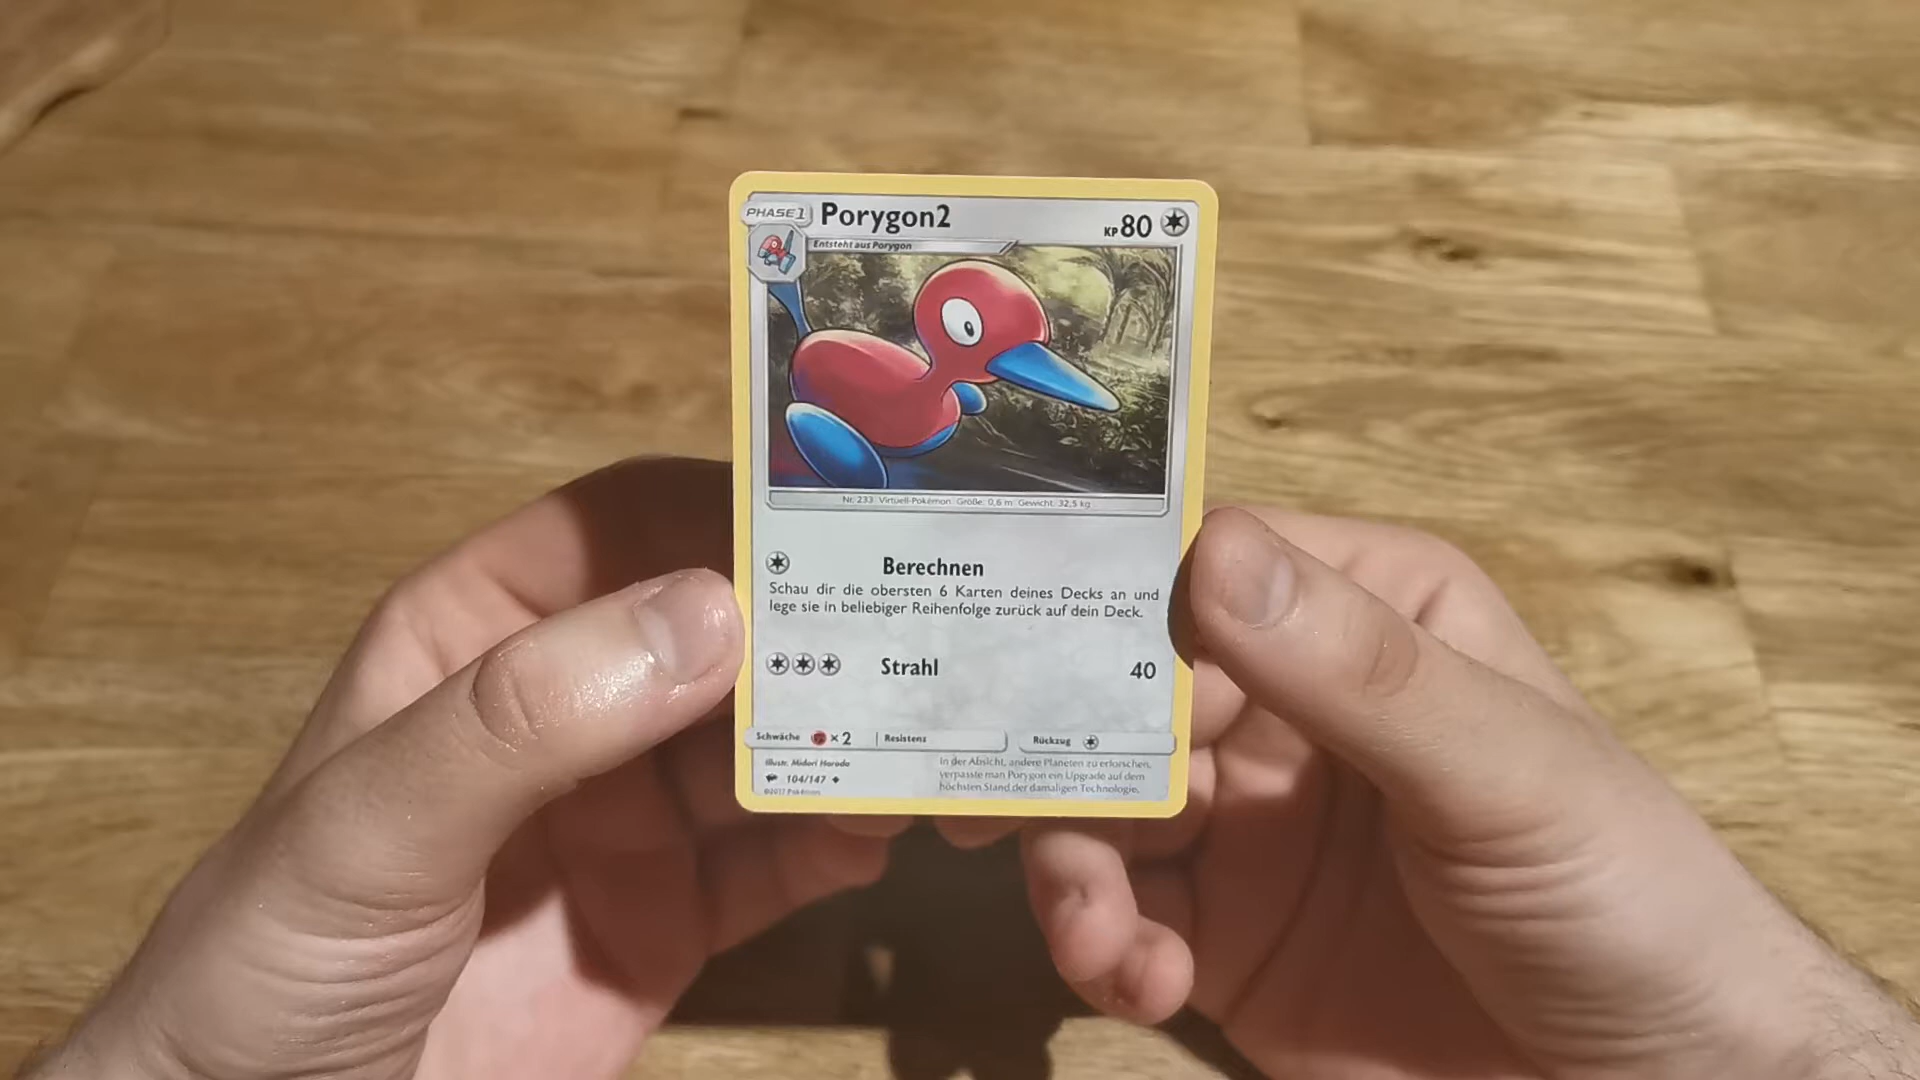 PHASE 1 Porygon2 KP 80
Entsteht aus Porygon
Nr. 233 Virtuell-Pokémon Größe: 0,6 m Gewicht: 32,5 kg
Berechnen
Schau dir die obersten 6 Karten deines Decks an und
lege sie in beliebiger Reihenfolge zurück auf dein Deck.
Strahl 40
Schwäche ×2 Resistenz Rückzug
Illustr. Midori Harada
104/147
©2017 Pokémon
In der Absicht, andere Planeten zu erforschen,
verpasste man Porygon ein Upgrade auf dem
höchsten Stand der damaligen Technologie.